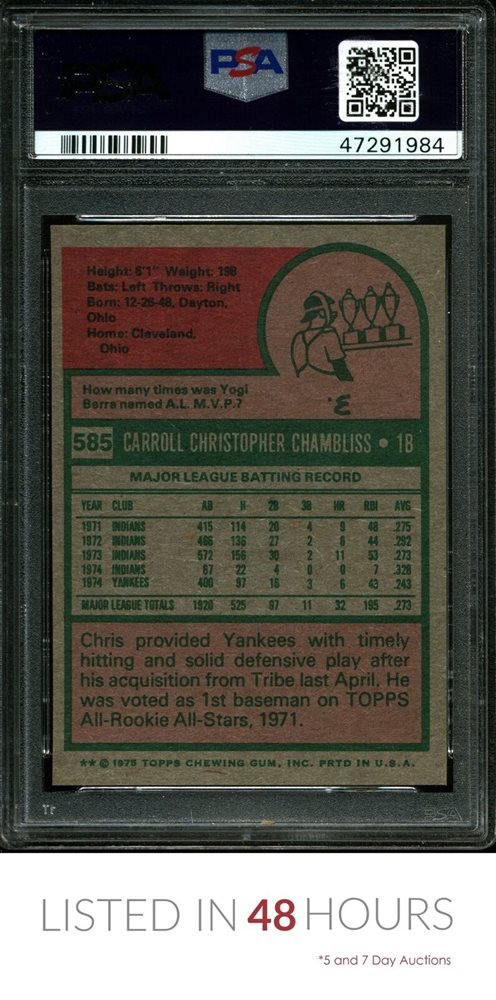 PSA
PSA
47291984
Height: 6'1" Weight: 198
Bats: Left Throws: Right
Born: 12-26-48, Dayton,
Ohio
Home: Cleveland,
Ohio
How many times was Yogi
Berra named A.L. M.V.P.?
3.
585 CARROLL CHRISTOPHER CHAMBLISS • 1B
MAJOR LEAGUE BATTING RECORD
YEAR CLUB AB H 2B 3B HR RBI AVG
1971 INDIANS 415 114 20 4 9 48 .275
1972 INDIANS 466 136 27 2 6 44 .292
1973 INDIANS 572 156 30 2 11 53 .273
1974 INDIANS 67 22 4 0 0 7 .328
1974 YANKEES 400 97 16 3 6 43 .243
MAJOR LEAGUE TOTALS 1920 525 97 11 32 195 .273
Chris provided Yankees with timely
hitting and solid defensive play after
his acquisition from Tribe last April. He
was voted as 1st baseman on TOPPS
All-Rookie All-Stars, 1971.
** © 1975 TOPPS CHEWING GUM, INC. PRTD IN U.S.A.
PSA
LISTED IN 48 HOURS
*5 and 7 Day Auctions